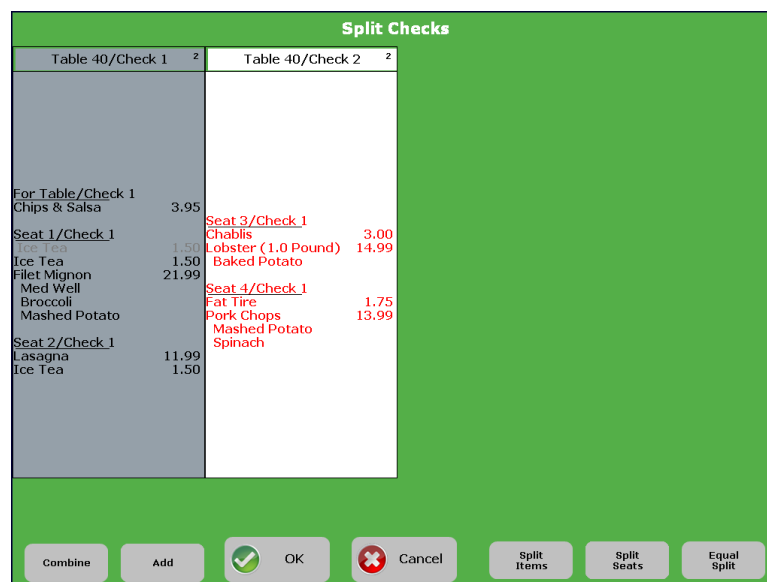 Split Checks
Table 40/Check 1 2
For Table/Check 1
Chips & Salsa 3.95
Seat 1/Check 1
Ice Tea 1.50
Ice Tea 1.50
Filet Mignon 21.99
Med Well
Broccoli
Mashed Potato
Seat 2/Check 1
Lasagna 11.99
Ice Tea 1.50
Table 40/Check 2 2
Seat 3/Check 1
Chablis 3.00
Lobster (1.0 Pound) 14.99
Baked Potato
Seat 4/Check 1
Fat Tire 1.75
Pork Chops 13.99
Mashed Potato
Spinach
Combine
Add
OK
Cancel
Split
Items
Split
Seats
Equal
Split